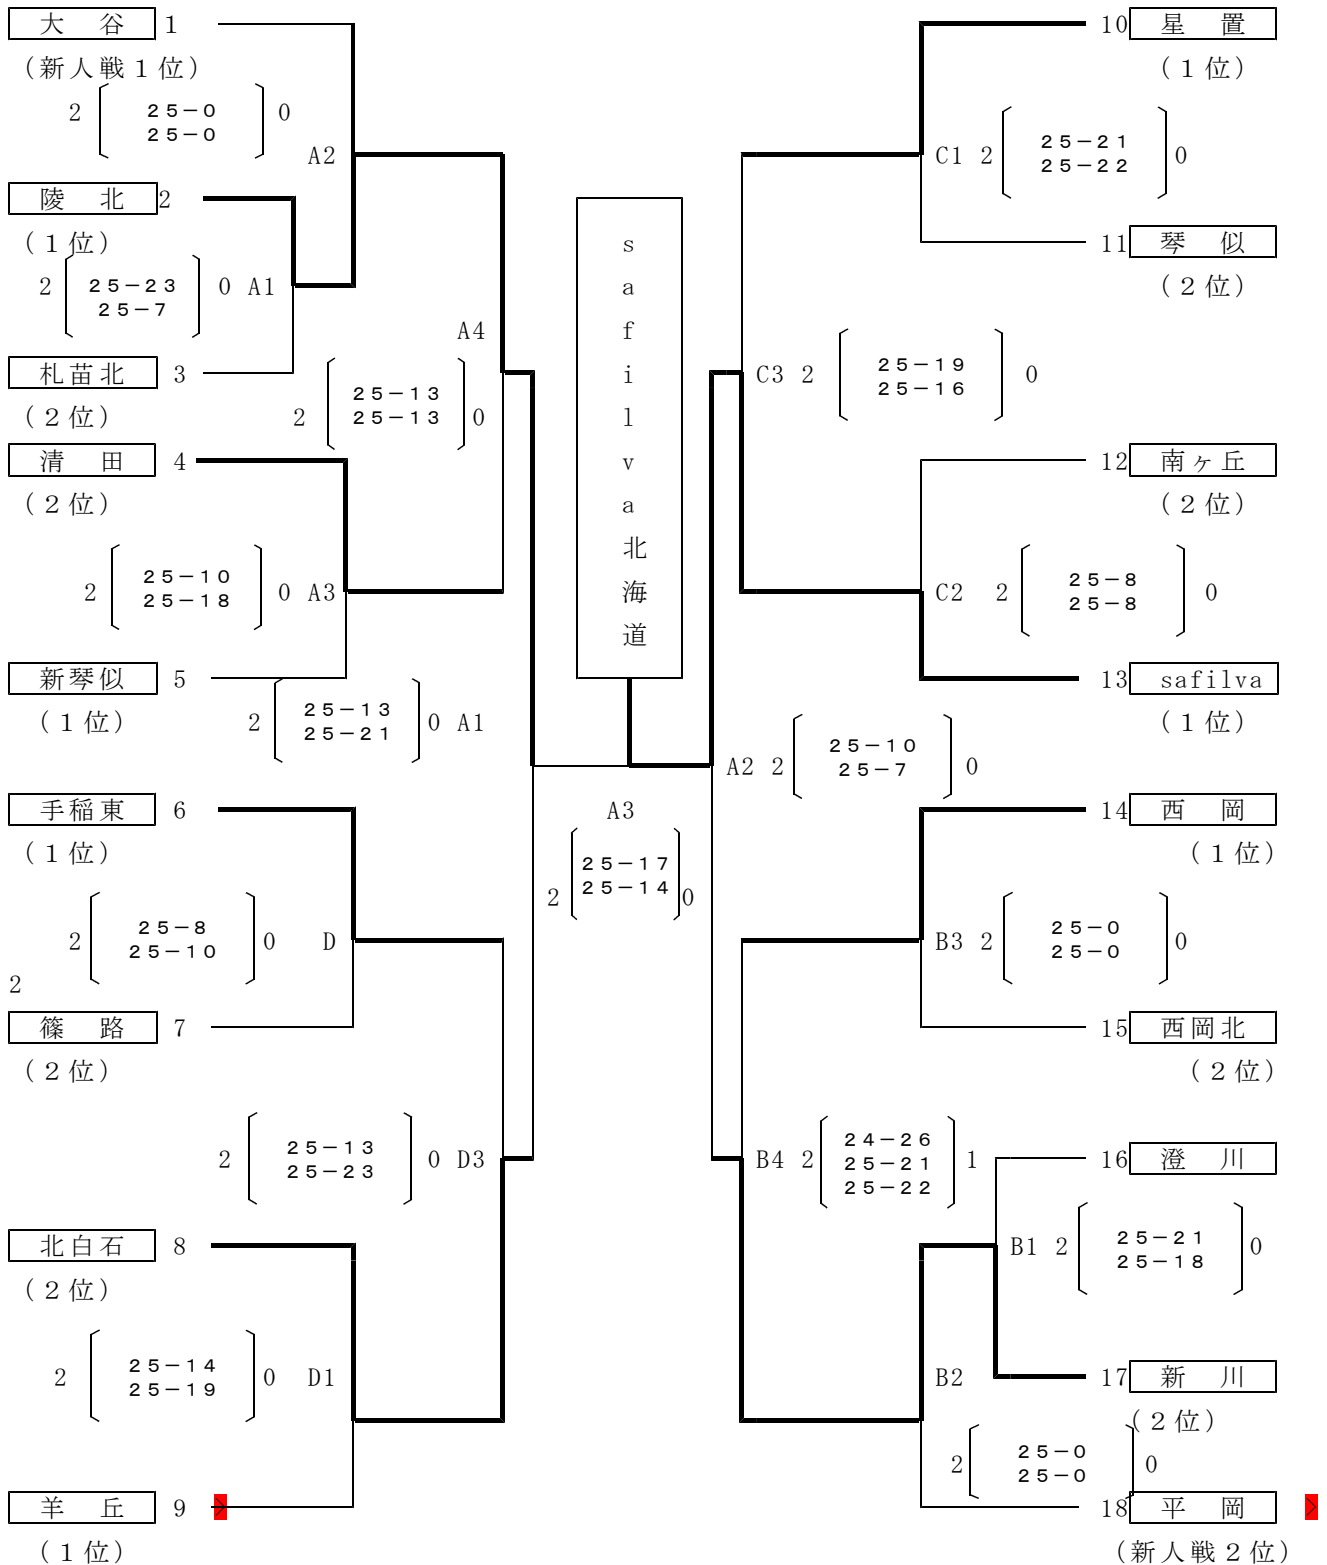 大　谷 1
(新人戦１位)
2 ２５－０ 0
２５－０
A2
陵　北 2
(１位)
2 ２５－２３ 0 A1
２５－７
札苗北 3
(２位)
A4
2 ２５－１３ 0
２５－１３
清　田 4
(２位)
2 ２５－１０ 0 A3
２５－１８
新琴似 5
(１位)
2 ２５－１３ 0 A1
２５－２１
手稲東 6
(１位)
2 ２５－８ 0 D
２５－１０
2
篠　路 7
(２位)
2 ２５－１３ 0 D3
２５－２３
北白石 8
(２位)
2 ２５－１４ 0 D1
２５－１９
羊　丘 9
(１位)
s
a
f
i
l
v
a
北
海
道
A3
2 ２５－１７ 0
２５－１４
10 星　置
(１位)
C1 2 ２５－２１ 0
２５－２２
11 琴　似
(２位)
C3 2 ２５－１９ 0
２５－１６
12 南ヶ丘
(２位)
C2 2 ２５－８ 0
２５－８
13 safilva
(１位)
A2 2 ２５－１０ 0
２５－７
14 西　岡
(１位)
B3 2 ２５－０ 0
２５－０
15 西岡北
(２位)
B4 2 ２４－２６ 1
２５－２１
２５－２２
16 澄　川
B1 2 ２５－２１ 0
２５－１８
B2
17 新　川
(２位)
2 ２５－０ 0
２５－０
18 平　岡
(新人戦２位)